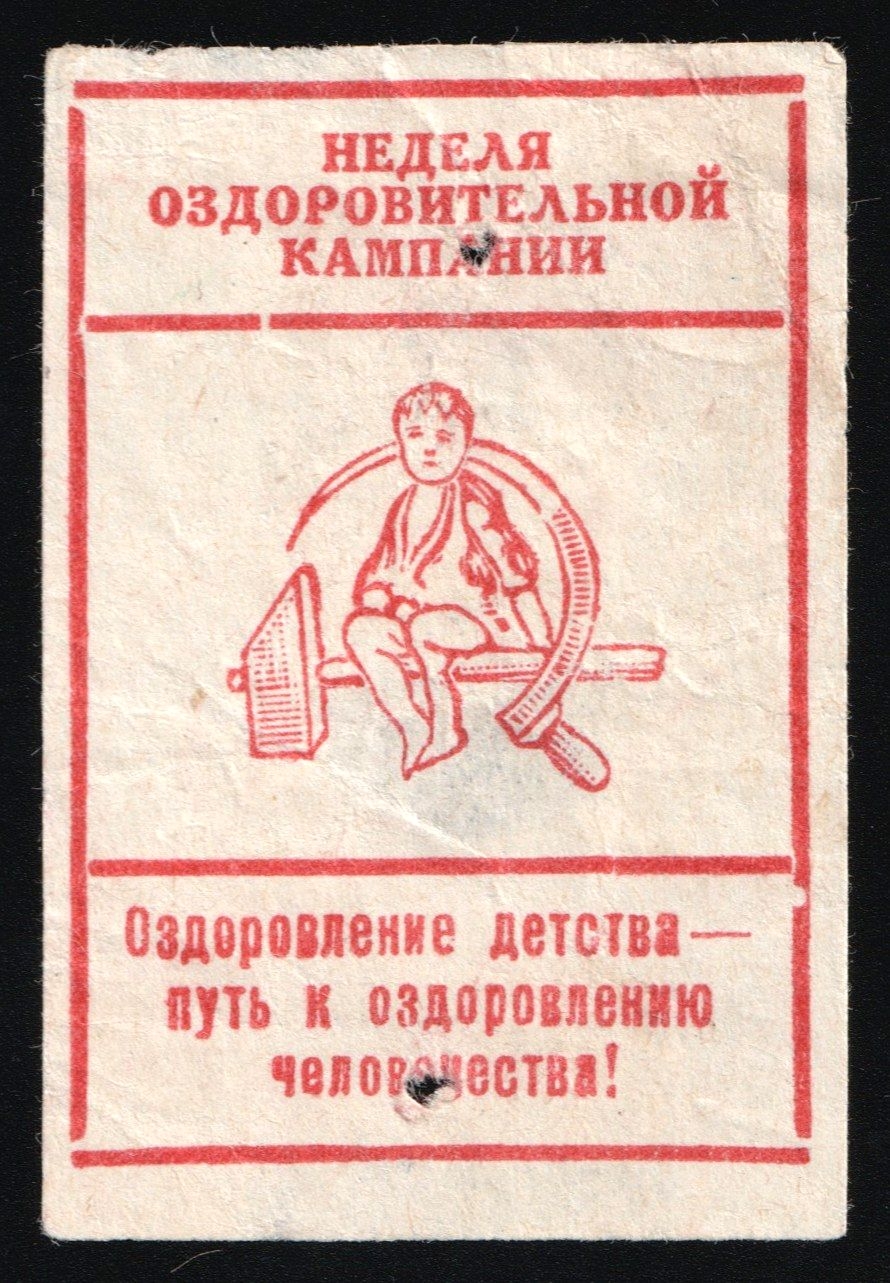 НЕДЕЛЯ
ОЗДОРОВИТЕЛЬНОЙ
КАМПАНИИ
Оздоровление детства —
путь к оздоровлению
человечества!